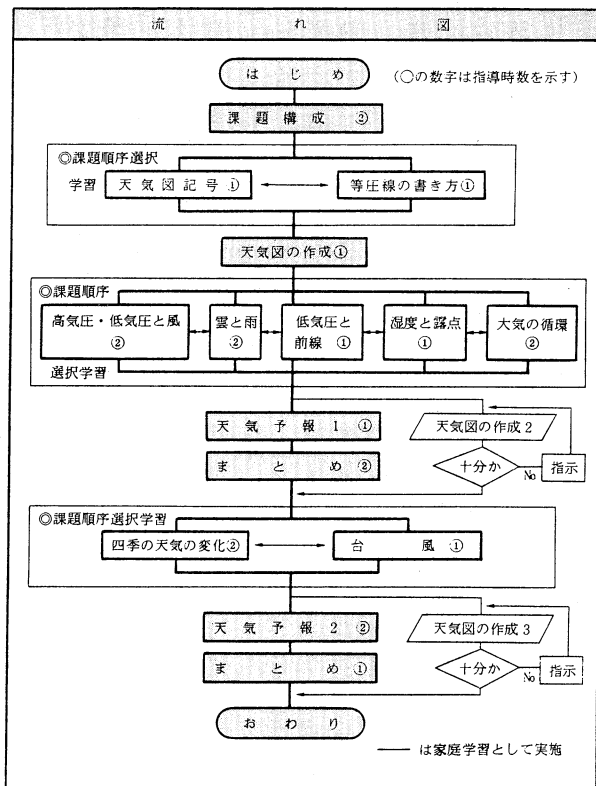 流れ図
はじめ
（○の数字は指導時数を示す）
課題構成②
◎課題順序選択
学習
天気図記号①
等圧線の書き方①
天気図の作成①
◎課題順序
高気圧・低気圧と風
②
雲と雨
②
低気圧と
前線①
湿度と露点
①
大気の循環
②
選択学習
天気予報1①
天気図の作成2
まとめ②
十分か
No
指示
◎課題順序選択学習
四季の天気の変化②
台風①
天気予報2②
天気図の作成3
まとめ①
十分か
No
指示
おわり
── は家庭学習として実施